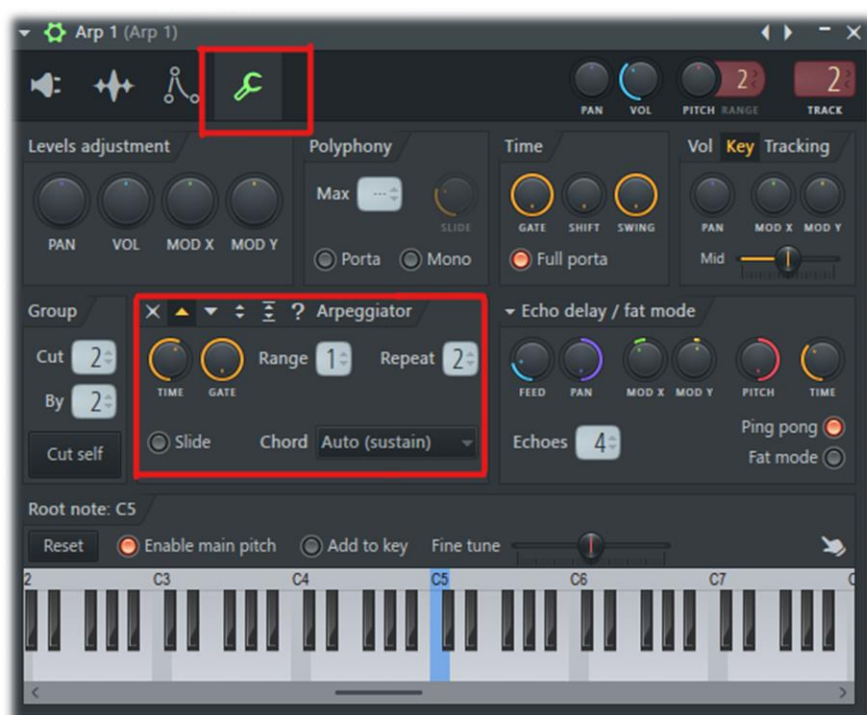 Arp 1 (Arp 1)
PAN VOL PITCH RANGE 2 2 TRACK
Levels adjustment Polyphony Time Vol Key Tracking
Max ---
PAN VOL MOD X MOD Y SLIDE GATE SHIFT SWING PAN MOD X MOD Y
Porta Mono Full porta Mid
Group ? Arpeggiator Echo delay / fat mode
Cut 2 Range 1 Repeat 2
By 2 TIME GATE FEED PAN MOD X MOD Y PITCH TIME
Cut self Slide Chord Auto (sustain) Echoes 4 Ping pong
Fat mode
Root note: C5
Reset Enable main pitch Add to key Fine tune
2 C3 C4 C5 C6 C7 C